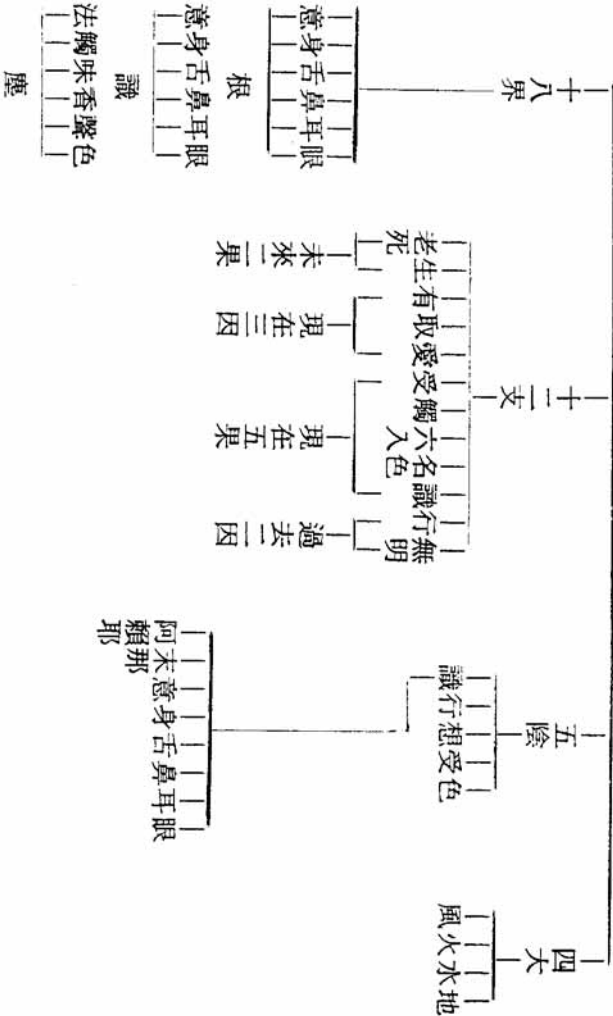 四大
地
水
火
風
五陰
色
受
想
行
識
眼
耳
鼻
舌
身
意
末那
阿賴耶
十二支
無明
行
識
名色
六入
觸
受
愛
取
有
生
老死
過去二因
現在五果
現在三因
未來二果
十八界
眼
耳
鼻
舌
身
意
根
眼
耳
鼻
舌
身
意
識
色
聲
香
味
觸
法
塵